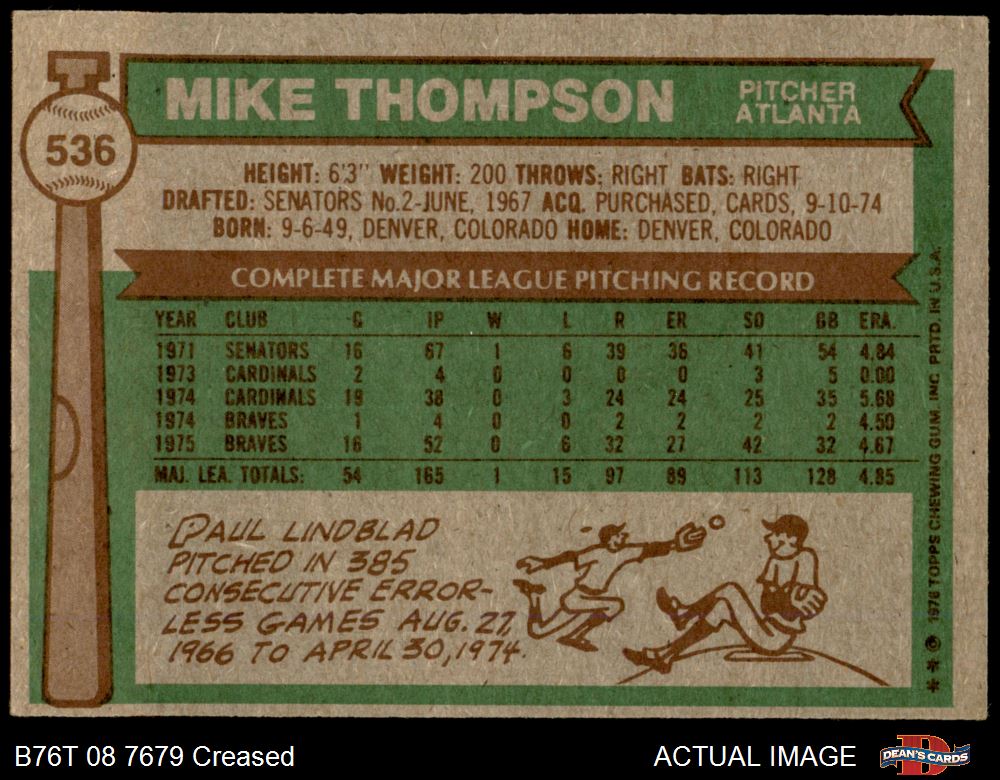 536
MIKE THOMPSON
PITCHER
ATLANTA
HEIGHT: 6'3" WEIGHT: 200 THROWS: RIGHT BATS: RIGHT
DRAFTED: SENATORS No.2-JUNE, 1967 ACQ. PURCHASED, CARDS, 9-10-74
BORN: 9-6-49, DENVER, COLORADO HOME: DENVER, COLORADO
COMPLETE MAJOR LEAGUE PITCHING RECORD
YEAR CLUB G IP W L R ER SO BB ERA.
1971 SENATORS 16 67 1 6 39 36 41 54 4.84
1973 CARDINALS 2 4 0 0 0 0 3 5 0.00
1974 CARDINALS 19 38 0 3 24 24 25 35 5.68
1974 BRAVES 1 4 0 0 2 2 2 2 4.50
1975 BRAVES 16 52 0 6 32 27 42 32 4.67
MAJ. LEA. TOTALS: 54 165 1 15 97 89 113 128 4.85
PAUL LINDBLAD
PITCHED IN 385
CONSECUTIVE ERROR-
LESS GAMES AUG. 27,
1966 TO APRIL 30, 1974.
** © 1976 TOPPS CHEWING GUM, INC. PRTD. IN U.S.A.
B76T 08 7679 Creased
ACTUAL IMAGE
DEAN'S CARDS